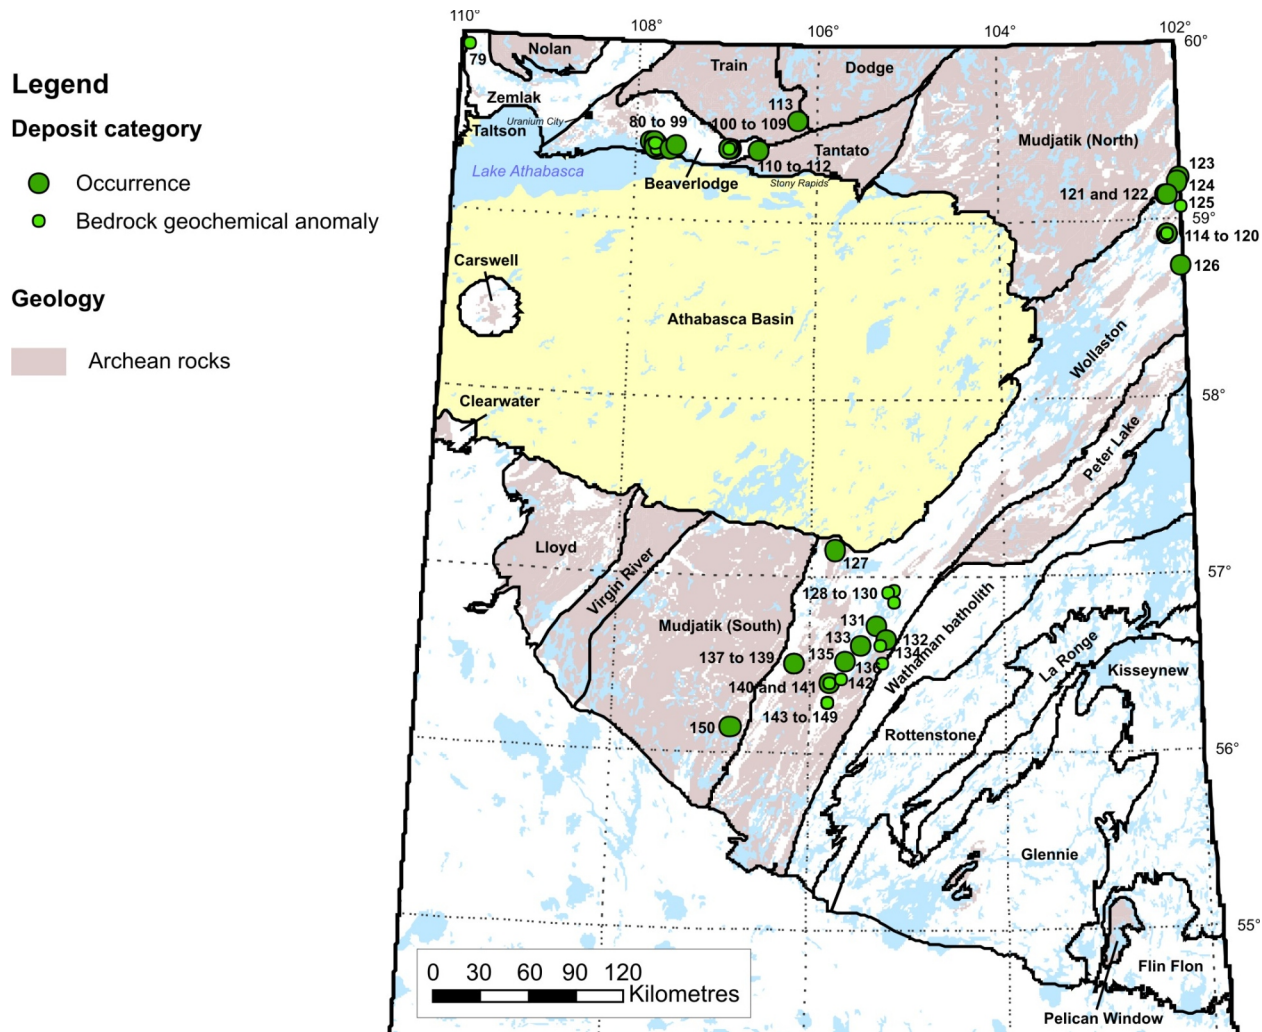 110°
108°
106°
104°
102°
60°
Legend
Deposit category
Occurrence
Bedrock geochemical anomaly
Geology
Archean rocks
79
Nolan
Train
Dodge
Zemlak
Uranium City
Taltson
80 to 99
100 to 109
113
Mudjatik (North)
Tantato
110 to 112
Lake Athabasca
Beaverlodge
Stony Rapids
123
124
121 and 122
125
59°
114 to 120
126
Carswell
Athabasca Basin
Wollaston
58°
Clearwater
Peter Lake
Lloyd
Virgin River
127
57°
128 to 130
Mudjatik (South)
131
132
133
134
135
136
137 to 139
140 and 141
142
143 to 149
150
Wathaman batholith
La Ronge
Kisseynew
Rottenstone
56°
Glennie
55°
Flin Flon
Pelican Window
0 30 60 90 120
Kilometres